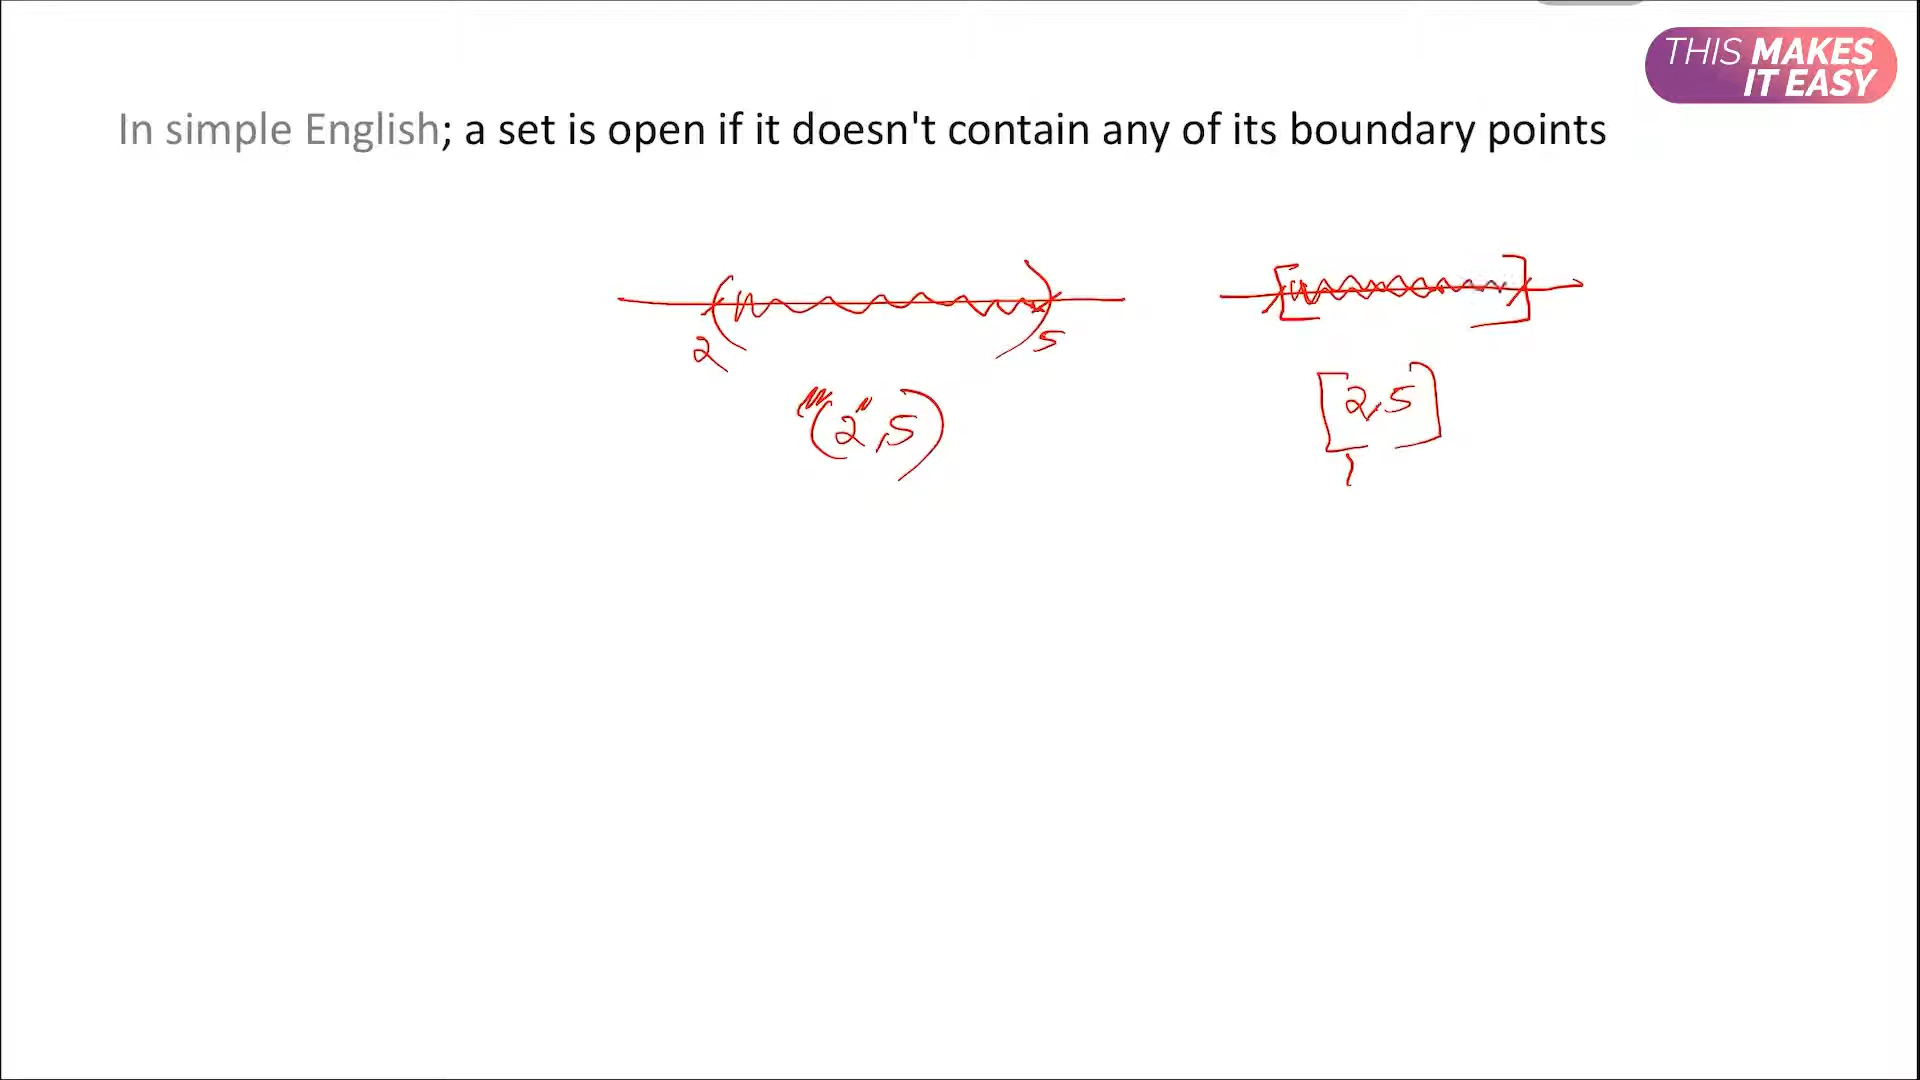 THIS MAKES
IT EASY
In simple English; a set is open if it doesn't contain any of its boundary points
2 5
(2,5) [2,5]